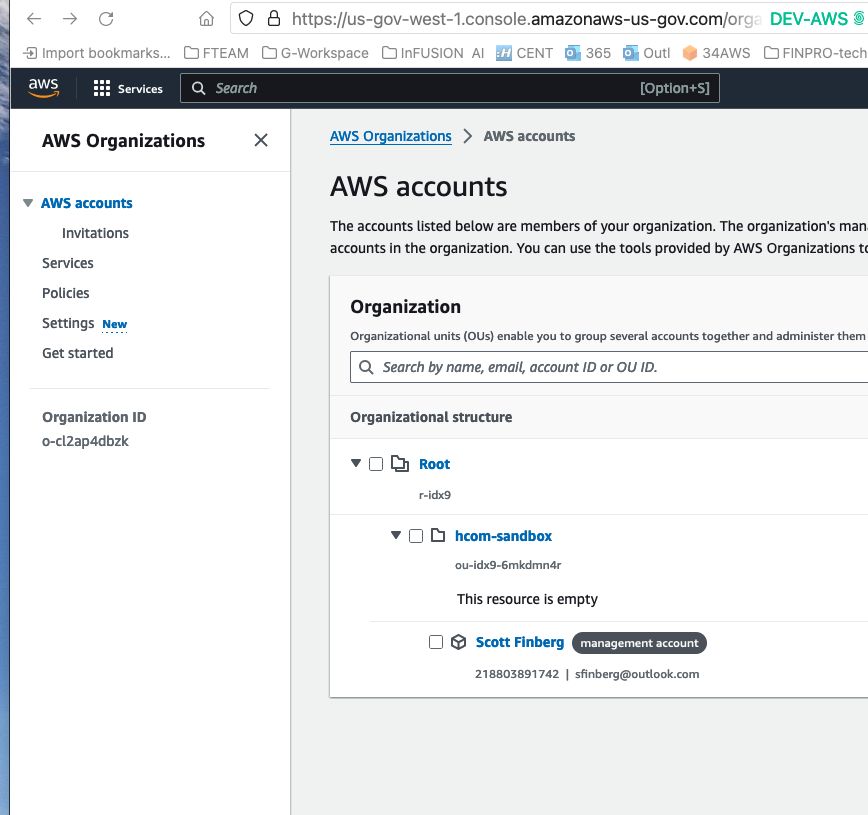 https://us-gov-west-1.console.amazonaws-us-gov.com/orga DEV-AWS
Import bookmarks... FTEAM G-Workspace InFUSION AI CENT 365 Outl 34AWS FINPRO-tech
aws Services Search [Option+S]
AWS Organizations
AWS accounts
Invitations
Services
Policies
Settings New
Get started
Organization ID
o-cl2ap4dbzk
AWS Organizations > AWS accounts
AWS accounts
The accounts listed below are members of your organization. The organization's man
accounts in the organization. You can use the tools provided by AWS Organizations to
Organization
Organizational units (OUs) enable you to group several accounts together and administer them
Search by name, email, account ID or OU ID.
Organizational structure
Root
r-idx9
hcom-sandbox
ou-idx9-6mkdmn4r
This resource is empty
Scott Finberg management account
218803891742 | sfinberg@outlook.com